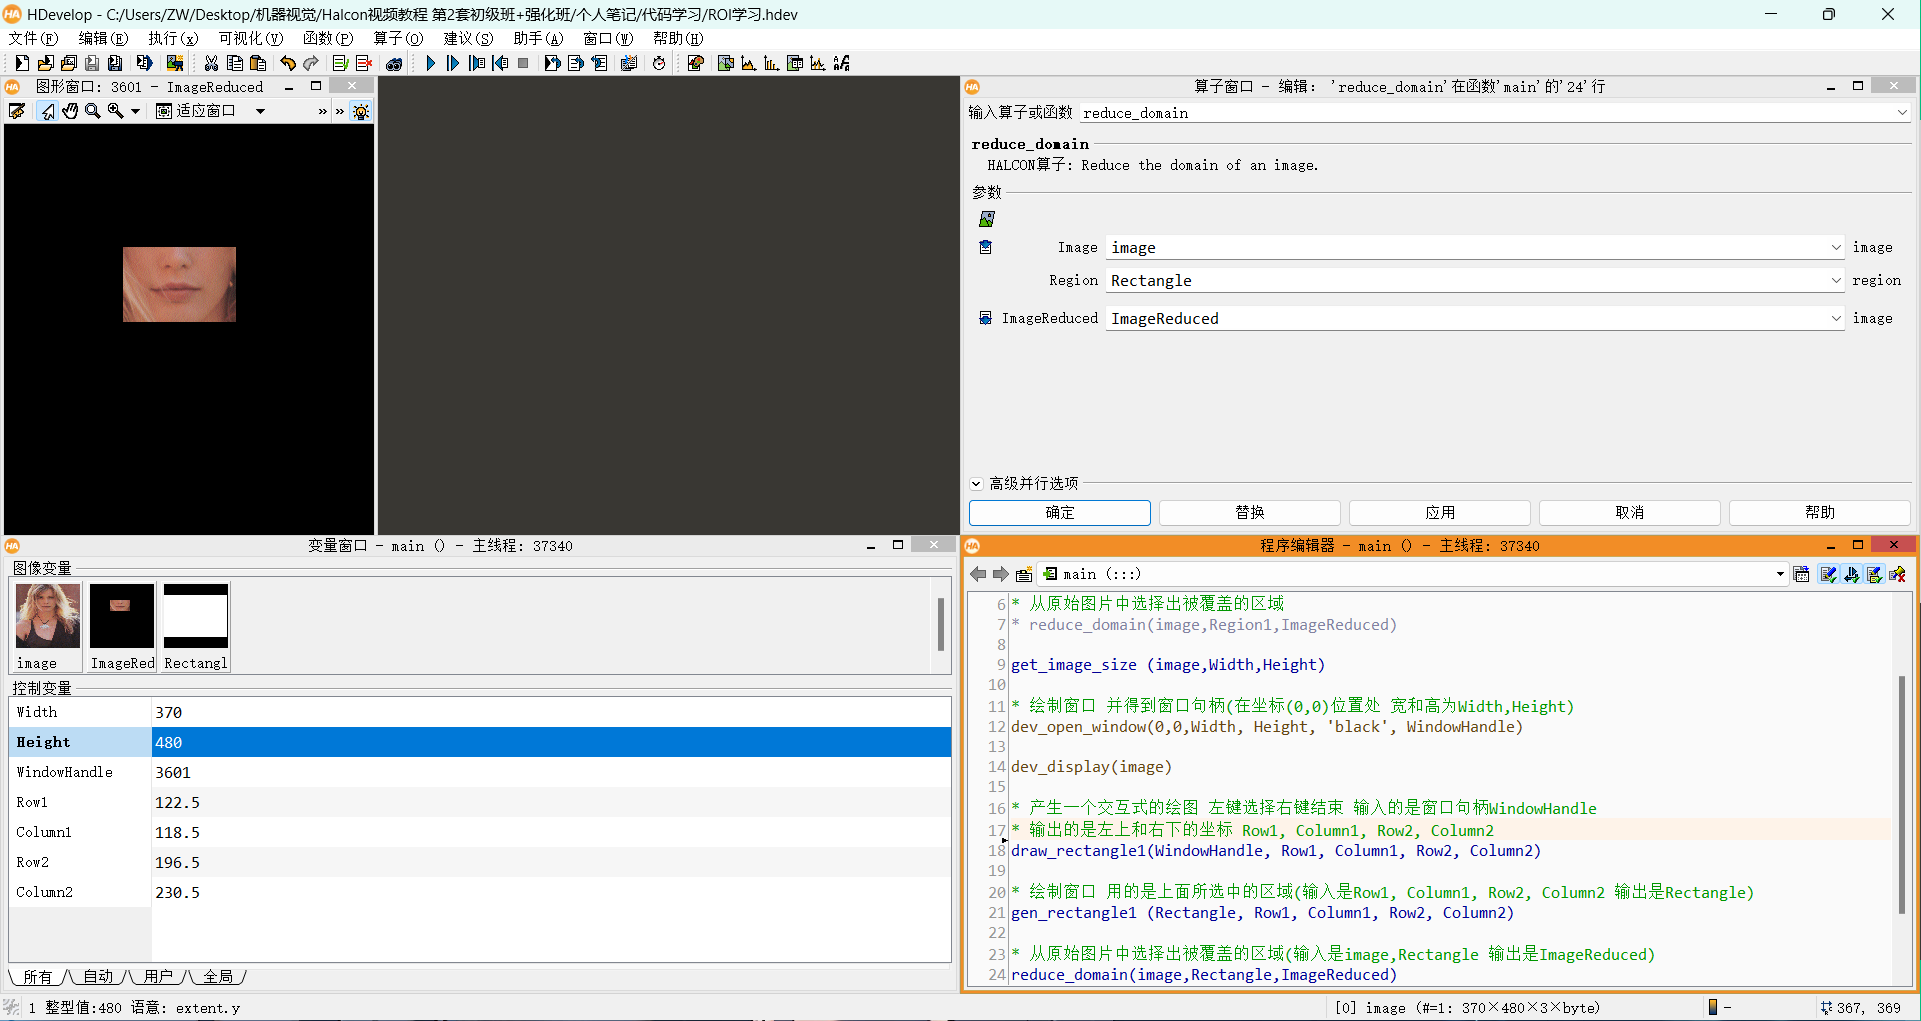 HDevelop - C:/Users/ZW/Desktop/机器视觉/Halcon视频教程 第2套初级班+强化班/个人笔记/代码学习/ROI学习.hdev
文件(F) 编辑(E) 执行(x) 可视化(V) 函数(P) 算子(O) 建议(S) 助手(A) 窗口(W) 帮助(H)
图形窗口: 3601 - ImageReduced
适应窗口
算子窗口 - 编辑: 'reduce_domain'在函数'main'的'24'行
输入算子或函数 reduce_domain
reduce_domain
HALCON算子: Reduce the domain of an image.
参数
Image image image
Region Rectangle region
ImageReduced ImageReduced image
高级并行选项
确定 替换 应用 取消 帮助
变量窗口 - main () - 主线程: 37340
图像变量
image ImageRed Rectangl
控制变量
Width 370
Height 480
WindowHandle 3601
Row1 122.5
Column1 118.5
Row2 196.5
Column2 230.5
所有 自动 用户 全局
程序编辑器 - main () - 主线程: 37340
main (:::)
6 * 从原始图片中选择出被覆盖的区域
7 * reduce_domain(image,Region1,ImageReduced)
8
9 get_image_size (image,Width,Height)
10
11 * 绘制窗口 并得到窗口句柄(在坐标(0,0)位置处 宽和高为Width,Height)
12 dev_open_window(0,0,Width, Height, 'black', WindowHandle)
13
14 dev_display(image)
15
16 * 产生一个交互式的绘图 左键选择右键结束 输入的是窗口句柄WindowHandle
17 * 输出的是左上和右下的坐标 Row1, Column1, Row2, Column2
18 draw_rectangle1(WindowHandle, Row1, Column1, Row2, Column2)
19
20 * 绘制窗口 用的是上面所选中的区域(输入是Row1, Column1, Row2, Column2 输出是Rectangle)
21 gen_rectangle1 (Rectangle, Row1, Column1, Row2, Column2)
22
23 * 从原始图片中选择出被覆盖的区域(输入是image,Rectangle 输出是ImageReduced)
24 reduce_domain(image,Rectangle,ImageReduced)
1 整型值:480 语意: extent.y
[0] image (#=1: 370×480×3×byte)
-
367, 369